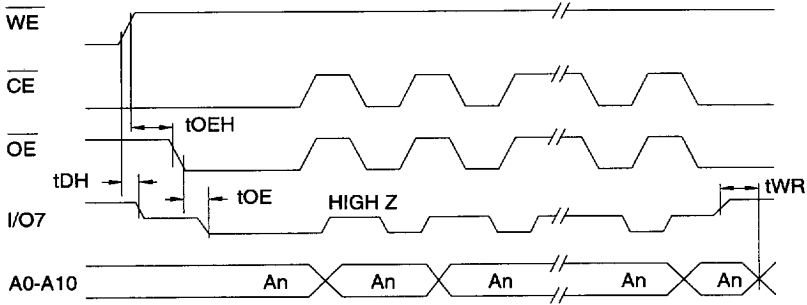 WE
CE
tOEH
OE
tDH
tOE
HIGH Z
tWR
I/O7
A0-A10 An An An An An